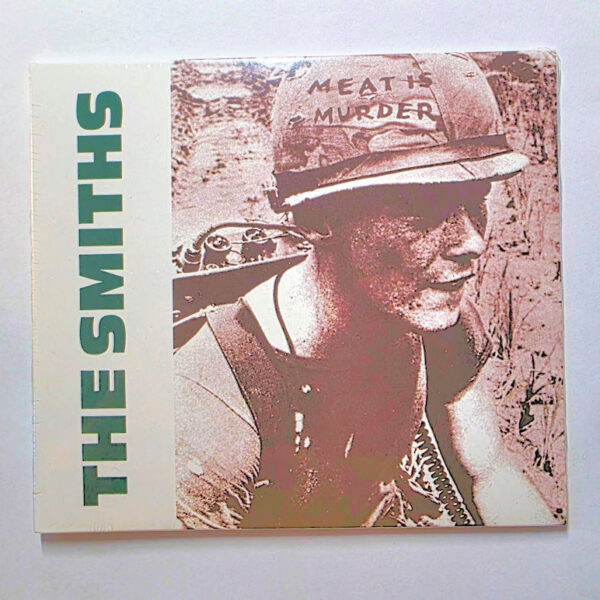 THE SMITHS
MEAT IS
MURDER